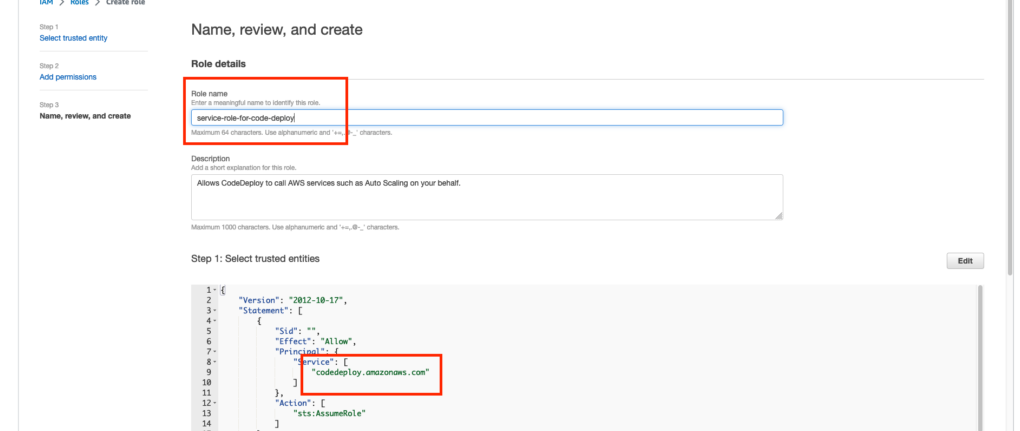 IAM > Roles > Create role
Step 1
Select trusted entity
Step 2
Add permissions
Step 3
Name, review, and create
Name, review, and create
Role details
Role name
Enter a meaningful name to identify this role.
service-role-for-code-deploy
Maximum 64 characters. Use alphanumeric and '+=,.@-_' characters.
Description
Add a short explanation for this role.
Allows CodeDeploy to call AWS services such as Auto Scaling on your behalf.
Maximum 1000 characters. Use alphanumeric and '+=,.@-_' characters.
Step 1: Select trusted entities
Edit
1 {
2 "Version": "2012-10-17",
3 "Statement": [
4 {
5 "Sid": "",
6 "Effect": "Allow",
7 "Principal": {
8 "Service": [
9 "codedeploy.amazonaws.com"
10 ]
11 },
12 "Action": [
13 "sts:AssumeRole"
14 ]